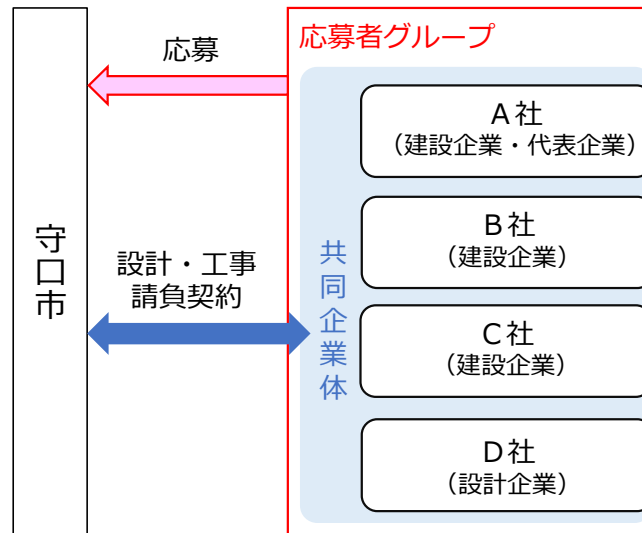 応募者グループ
応募
A社
(建設企業・代表企業)
B社
(建設企業)
守口市
設計・工事
請負契約
共同企業体
C社
(建設企業)
D社
(設計企業)